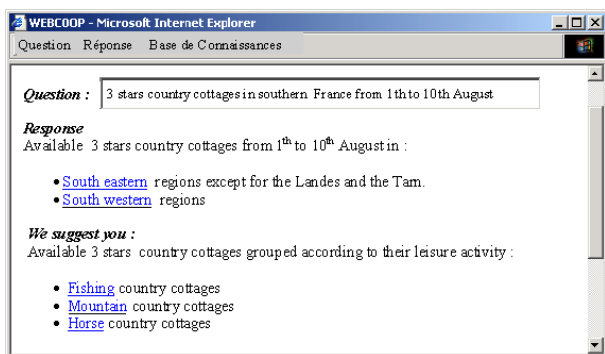 WEBCOOP - Microsoft Internet Explorer
Question Réponse Base de Connaissances
Question : 3 stars country cottages in southern France from 1th to 10th August
Response
Available 3 stars country cottages from 1th to 10th August in :
• South eastern regions except for the Landes and the Tarn.
• South western regions
We suggest you :
Available 3 stars country cottages grouped according to their leisure activity :
• Fishing country cottages
• Mountain country cottages
• Horse country cottages